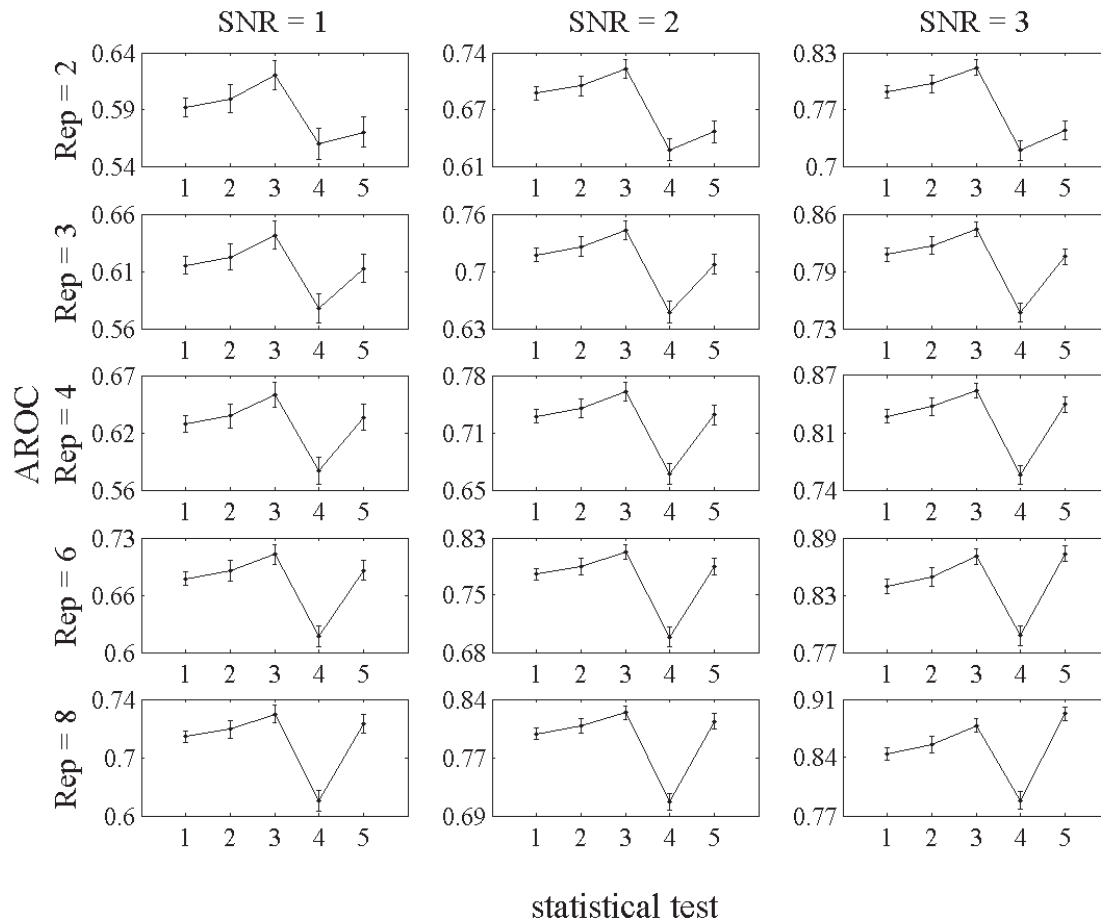 SNR = 1 SNR = 2 SNR = 3
AROC
Rep = 2
0.64 0.74 0.83
0.59 0.67 0.77
0.54 0.61 0.7
1 2 3 4 5 1 2 3 4 5 1 2 3 4 5
Rep = 3
0.66 0.76 0.86
0.61 0.7 0.79
0.56 0.63 0.73
1 2 3 4 5 1 2 3 4 5 1 2 3 4 5
Rep = 4
0.67 0.78 0.87
0.62 0.71 0.81
0.56 0.65 0.74
1 2 3 4 5 1 2 3 4 5 1 2 3 4 5
Rep = 6
0.73 0.83 0.89
0.66 0.75 0.83
0.6 0.68 0.77
1 2 3 4 5 1 2 3 4 5 1 2 3 4 5
Rep = 8
0.74 0.84 0.91
0.7 0.77 0.84
0.6 0.69 0.77
1 2 3 4 5 1 2 3 4 5 1 2 3 4 5
statistical test